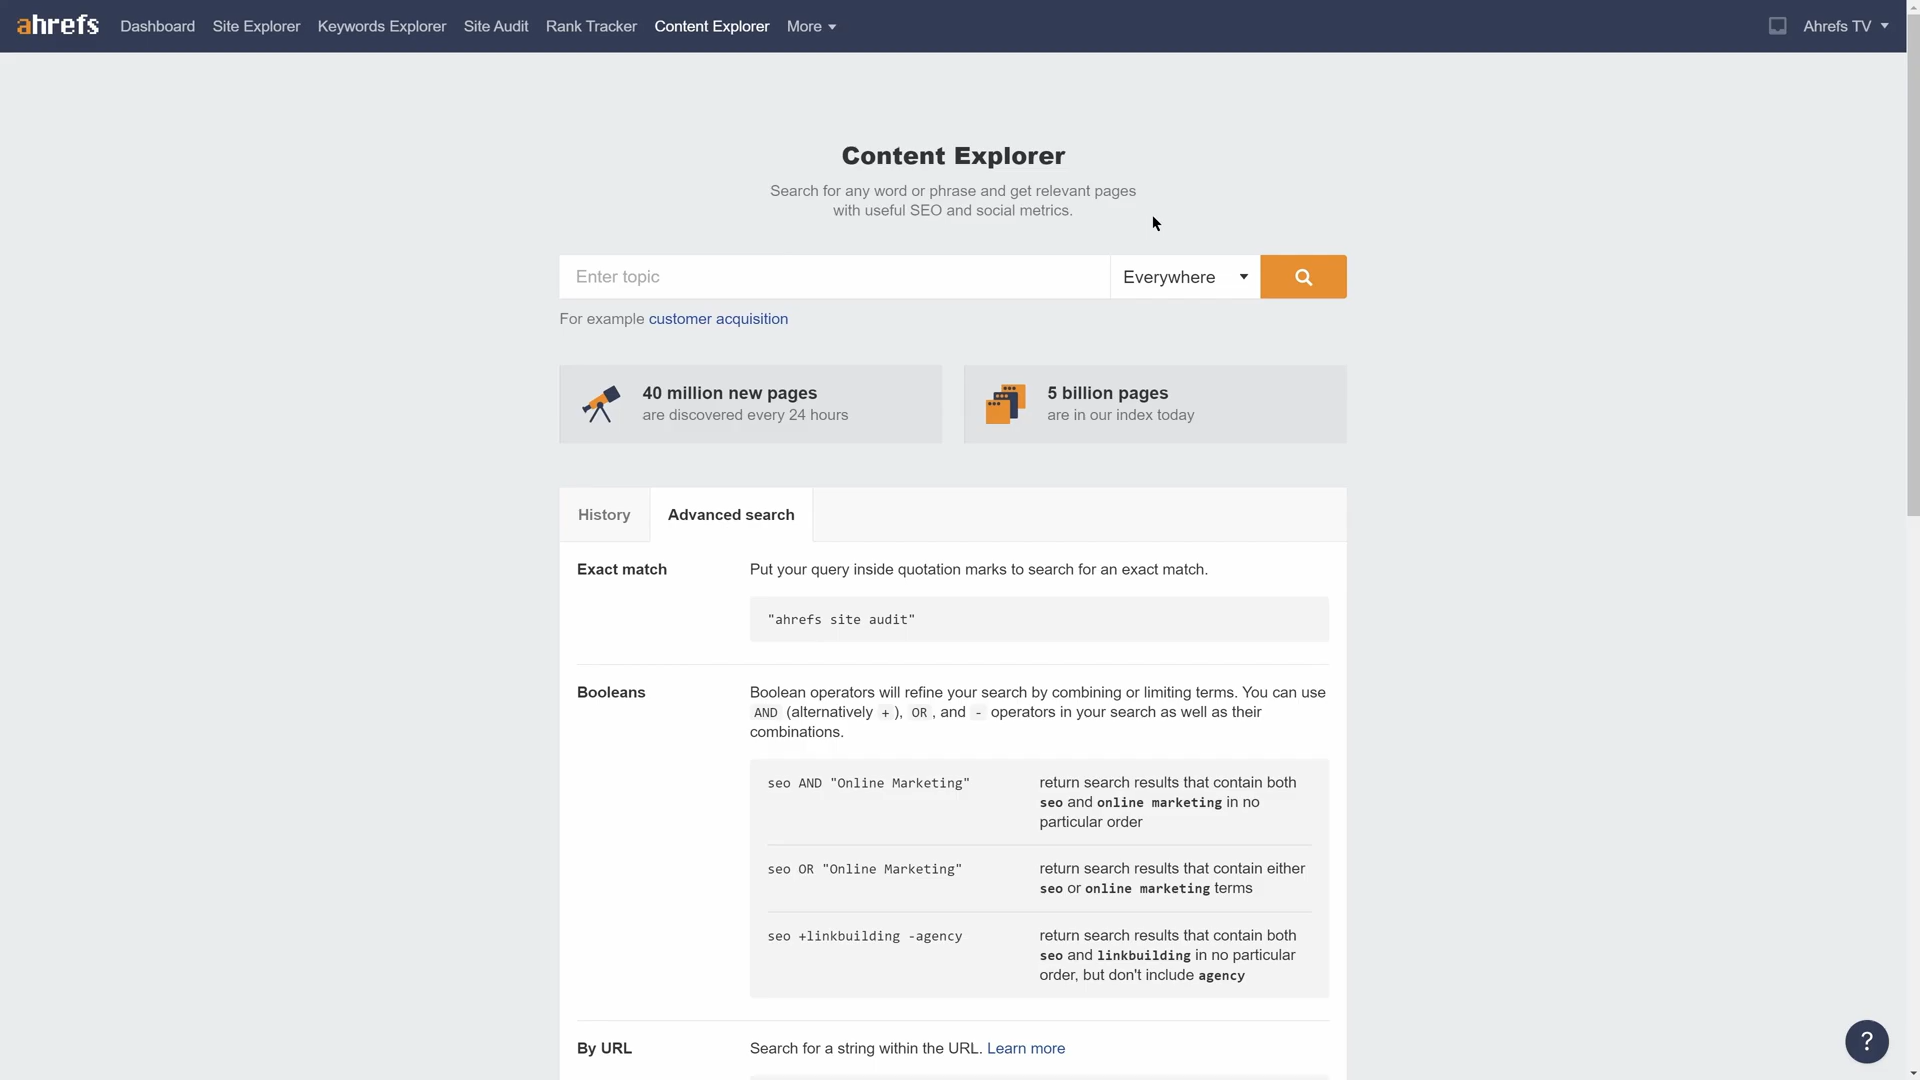 ahrefs Dashboard Site Explorer Keywords Explorer Site Audit Rank Tracker Content Explorer More Ahrefs TV
Content Explorer
Search for any word or phrase and get relevant pages
with useful SEO and social metrics.
Enter topic Everywhere
For example customer acquisition
40 million new pages
are discovered every 24 hours
5 billion pages
are in our index today
History Advanced search
Exact match Put your query inside quotation marks to search for an exact match.
"ahrefs site audit"
Booleans Boolean operators will refine your search by combining or limiting terms. You can use
AND (alternatively +), OR, and - operators in your search as well as their
combinations.
seo AND "Online Marketing" return search results that contain both
seo and online marketing in no
particular order
seo OR "Online Marketing" return search results that contain either
seo or online marketing terms
seo +linkbuilding -agency return search results that contain both
seo and linkbuilding in no particular
order, but don't include agency
By URL Search for a string within the URL. Learn more
?